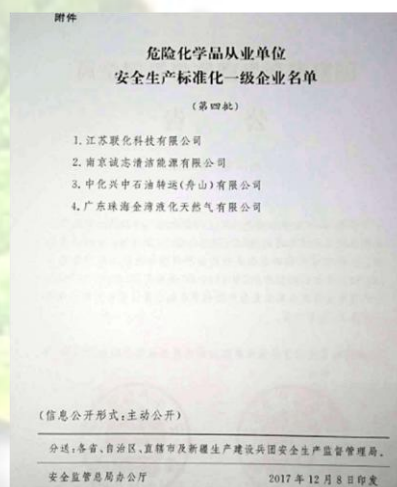 附件
危险化学品从业单位
安全生产标准化一级企业名单
(第四批)
1.江苏联化科技有限公司
2.南京诚志清洁能源有限公司
3.中化兴中石油转运(舟山)有限公司
4.广东珠海金湾液化天然气有限公司
(信息公开形式:主动公开)
分送:各省、自治区、直辖市及新疆生产建设兵团安全生产监督管理局。
安全监管总局办公厅 2017年12月8日印发